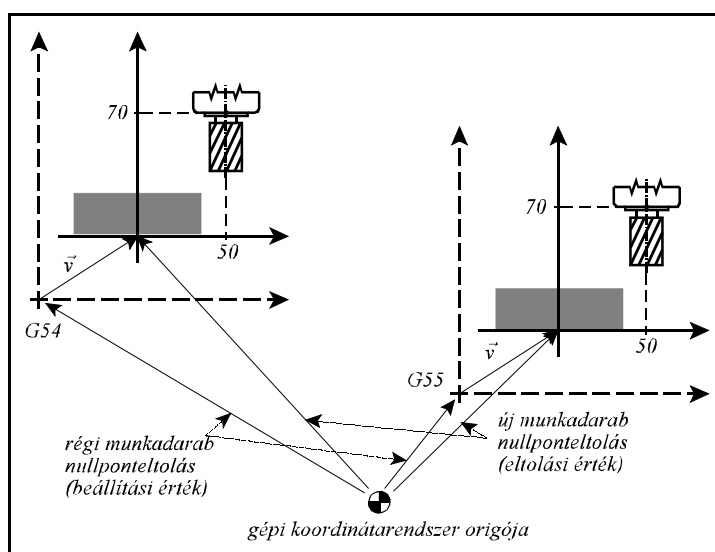 70
50
v
G54
70
50
v
G55
régi munkadarab
nullponteltolás
(beállítási érték)
új munkadarab
nullponteltolás
(eltolási érték)
gépi koordinátarendszer origója